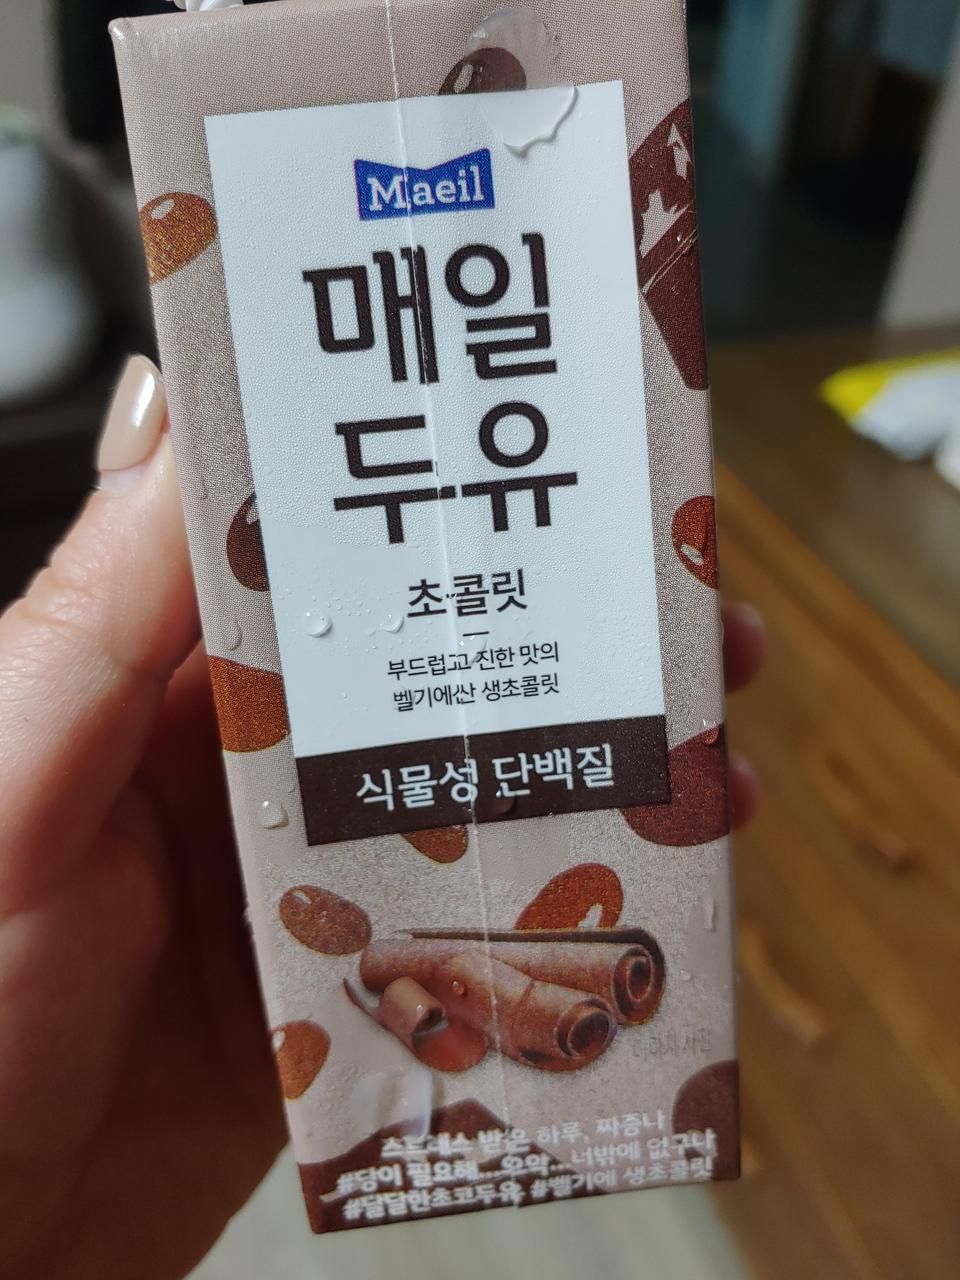 Maeil
매일
두유
초콜릿
부드럽고 진한 맛의
벨기에산 생초콜릿
식물성 단백질
이미지 사진
스트레스 받은 하루, 짜증나
#당이 필요해...으악...너밖에 없구나
#달달한초코두유 #벨기에 생초콜릿